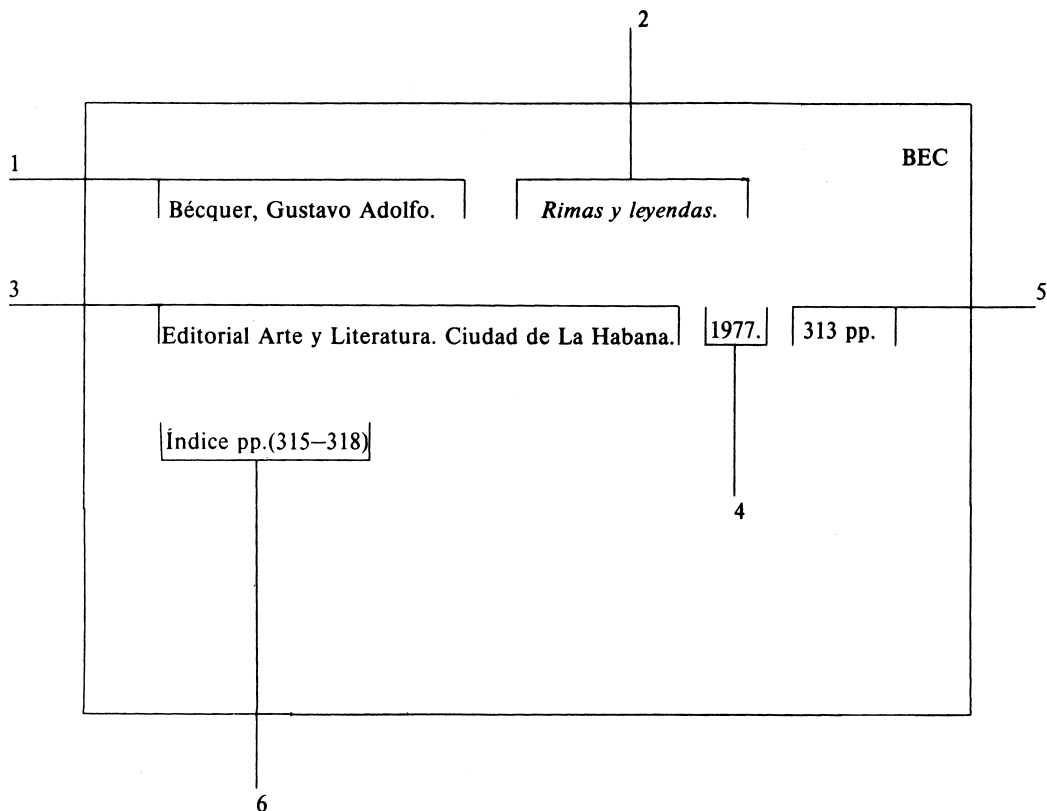 2
BEC
1
Bécquer, Gustavo Adolfo. Rimas y leyendas.
3
5
Editorial Arte y Literatura. Ciudad de La Habana. 1977. 313 pp.
Índice pp.(315–318)
4
6